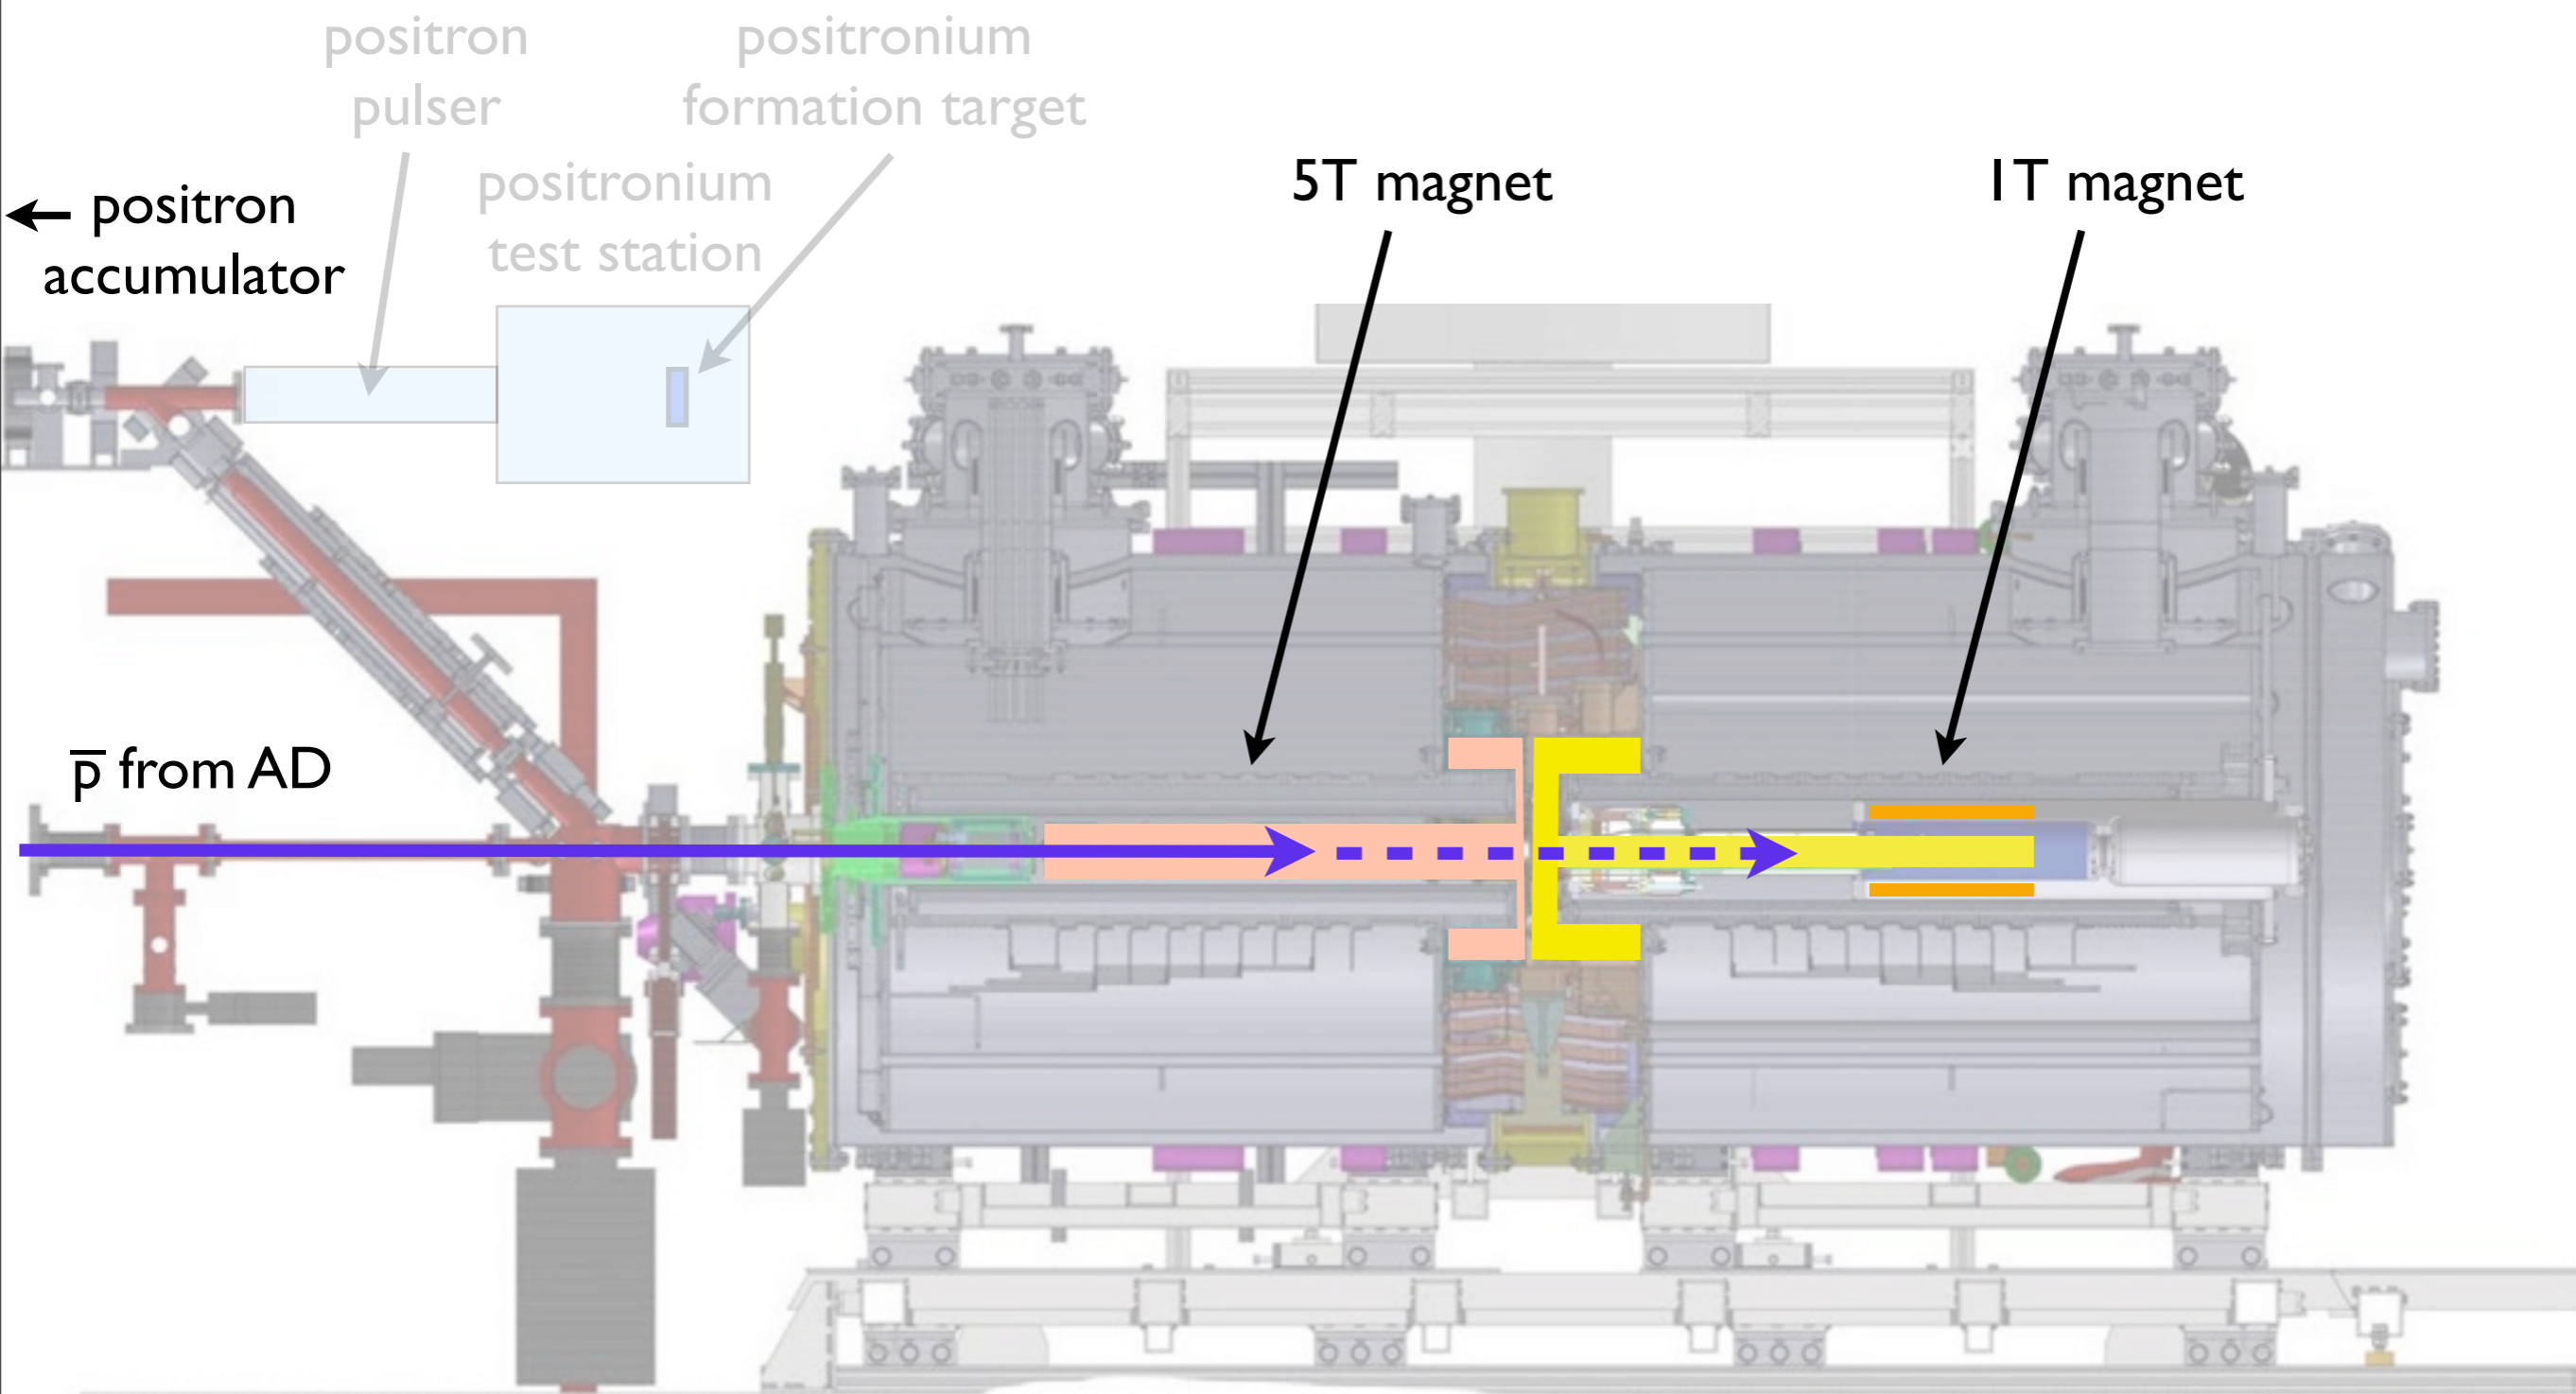 positron
pulser
positronium
formation target
positronium
test station
positron
accumulator
5T magnet
1T magnet
p̅ from AD